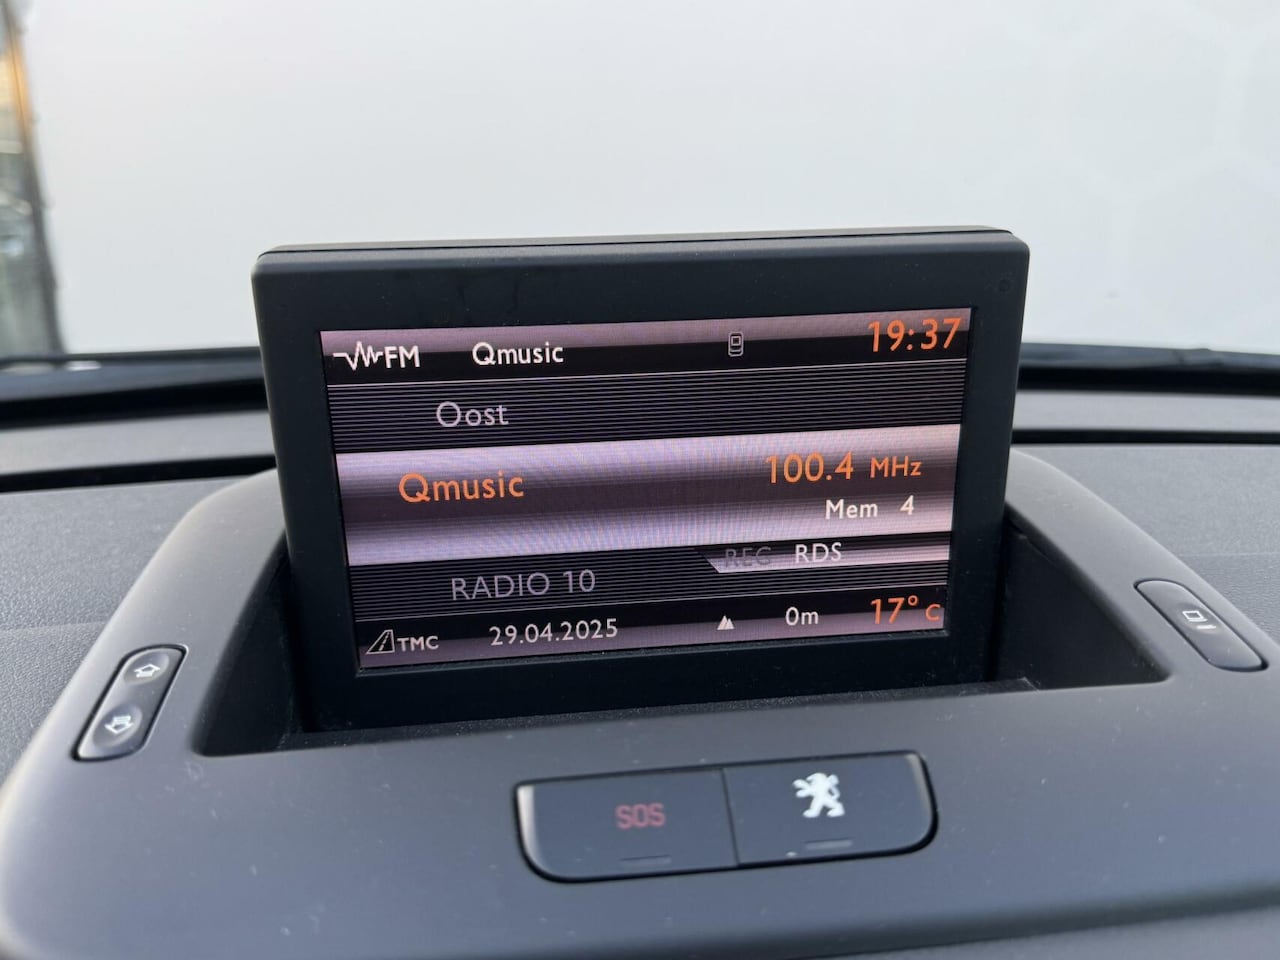 FM Qmusic 19:37
Oost
Qmusic 100.4 MHz
Mem 4
REG RDS
RADIO 10
TMC 29.04.2025 0m 17° C
SOS